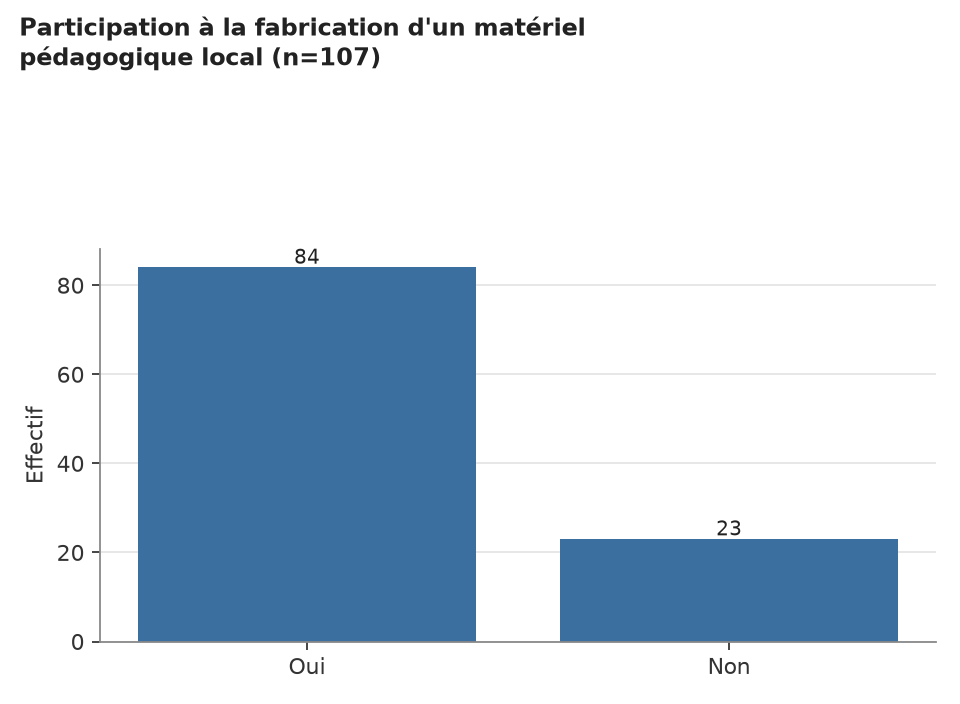 Participation à la fabrication d'un matériel
pédagogique local (n=107)
84
80
60
40
20
0
Effectif
23
Oui
Non